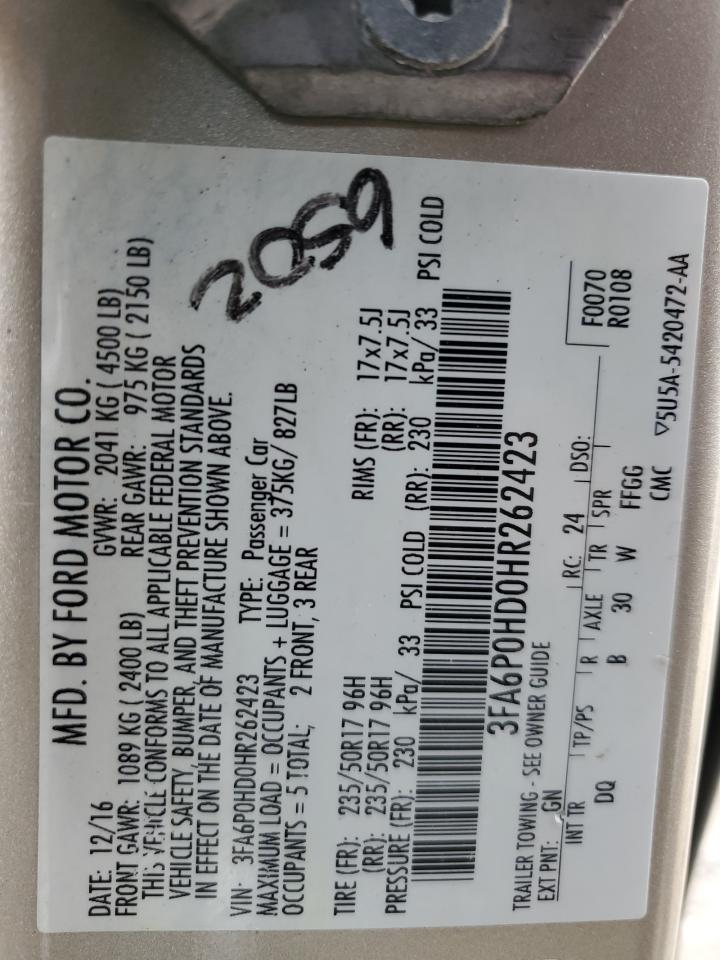 MFD. BY FORD MOTOR CO.
DATE: 12/16 GVWR: 2041 KG ( 4500 LB)
FRONT GAWR: 1089 KG ( 2400 LB) REAR GAWR: 975 KG ( 2150 LB)
THIS VEHICLE CONFORMS TO ALL APPLICABLE FEDERAL MOTOR
VEHICLE SAFETY, BUMPER, AND THEFT PREVENTION STANDARDS
IN EFFECT ON THE DATE OF MANUFACTURE SHOWN ABOVE.
2059
VIN: 3FA6P0HD0HR262423 TYPE: Passenger Car
MAXIMUM LOAD = OCCUPANTS + LUGGAGE = 375KG/ 827LB
OCCUPANTS = 5 TOTAL; 2 FRONT, 3 REAR
TIRE (FR): 235/50R17 96H RIMS (FR): 17x7.5J
(RR): 235/50R17 96H (RR): 17x7.5J
PRESSURE (FR): 230 kPa/ 33 PSI COLD (RR): 230 kPa/ 33 PSI COLD
3FA6P0HD0HR262423
TRAILER TOWING - SEE OWNER GUIDE
EXT PNT: GN RC: 24 DSO: F0070
R0108
INT TR TP/PS R AXLE TR SPR
DQ B 30 W FFGG
CMC ▽5U5A-5420472-AA